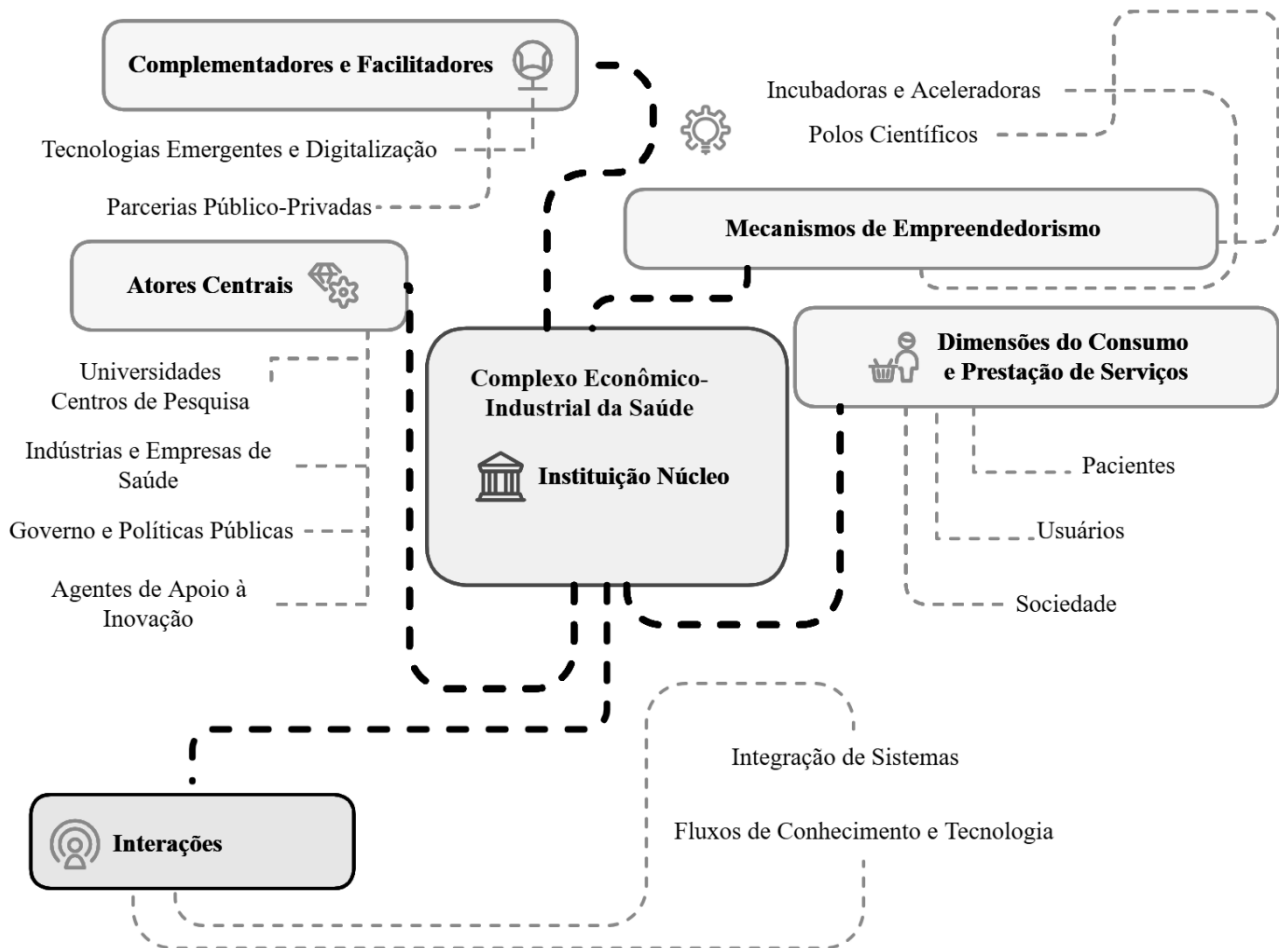 Complementadores e Facilitadores
Tecnologias Emergentes e Digitalização
Parcerias Público-Privadas
Incubadoras e Aceleradoras
Polos Científicos
Mecanismos de Empreendedorismo
Atores Centrais
Universidades
Centros de Pesquisa
Indústrias e Empresas de
Saúde
Governo e Políticas Públicas
Agentes de Apoio à
Inovação
Complexo Econômico-
Industrial da Saúde
Instituição Núcleo
Dimensões do Consumo
e Prestação de Serviços
Pacientes
Usuários
Sociedade
Integração de Sistemas
Fluxos de Conhecimento e Tecnologia
Interações